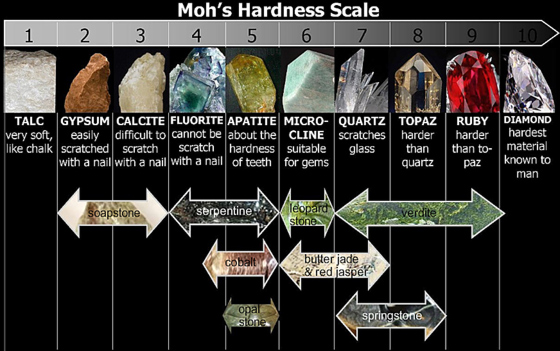 Moh's Hardness Scale
1 2 3 4 5 6 7 8 9 10
TALC
very soft,
like chalk
GYPSUM
easily
scratched
with a nail
CALCITE
difficult to
scratch
with a nail
FLUORITE
cannot be
scratch
with a nail
APATITE
about the
hardness
of teeth
MICRO-
CLINE
suitable
for gems
QUARTZ
scratches
glass
TOPAZ
harder
than
quartz
RUBY
harder
than to-
paz
DIAMOND
hardest
material
known to
man
soapstone
serpentine
leopard
stone
verdite
cobalt
butter jade
& red jasper
opal
stone
springstone